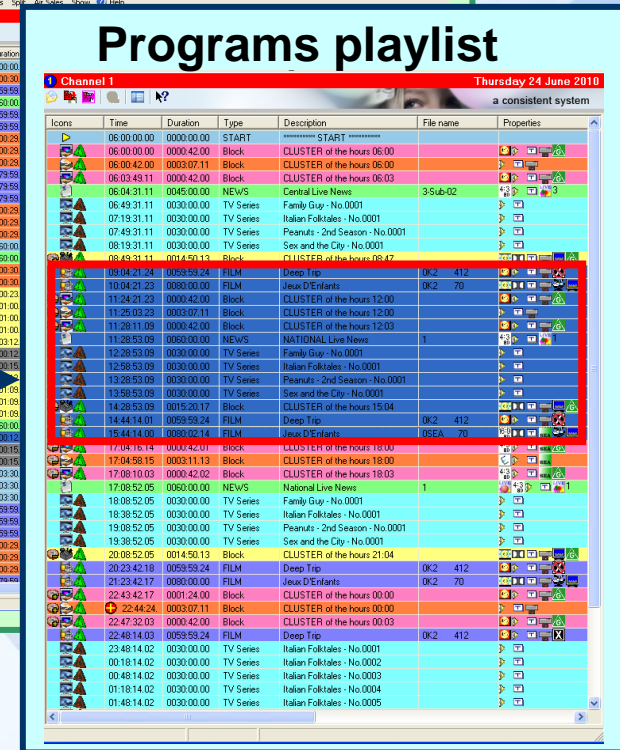 s Split Air Sales Show Help
Programs playlist
1 Channel 1 Thursday 24 June 2010
a consistent system
Icons Time Duration Type Description File name Properties
06:00:00.00 0000:00.00 START ********** START **********
06:00:00.00 0000:42.00 Block CLUSTER of the hours 06:00
06:00:42.00 0003:07.11 Block CLUSTER of the hours 06:00
06:03:49.11 0000:42.00 Block CLUSTER of the hours 06:03
06:04:31.11 0045:00.00 NEWS Central Live News 3-Sub-02 4:3 3
06:49:31.11 0030:00.00 TV Series Family Guy - No.0001
07:19:31.11 0030:00.00 TV Series Italian Folktales - No.0001
07:49:31.11 0030:00.00 TV Series Peanuts - 2nd Season - No.0001
08:19:31.11 0030:00.00 TV Series Sex and the City - No.0001
08:49:31.11 0014:50.13 Block CLUSTER of the hours 08:47
09:04:21.24 0059:59.24 FILM Deep Trip 0K2 412
10:04:21.23 0080:00.00 FILM Jeux D'Enfants 0K2 70
11:24:21.23 0000:42.00 Block CLUSTER of the hours 12:00
11:25:03.23 0003:07.11 Block CLUSTER of the hours 12:00
11:28:11.09 0000:42.00 Block CLUSTER of the hours 12:03
11:28:53.09 0060:00.00 NEWS NATIONAL Live News 1 4:3 1
12:28:53.09 0030:00.00 TV Series Family Guy - No.0001
12:58:53.09 0030:00.00 TV Series Italian Folktales - No.0001
13:28:53.09 0030:00.00 TV Series Peanuts - 2nd Season - No.0001
13:58:53.09 0030:00.00 TV Series Sex and the City - No.0001
14:28:53.09 0015:20.17 Block CLUSTER of the hours 15:04
14:44:14.01 0059:59.24 FILM Deep Trip 0K2 412
15:44:14.00 0080:02.14 FILM Jeux D'Enfants 0SEA 70
17:04:16.14 0000:42.01 Block CLUSTER of the hours 18:00
17:04:58.15 0003:11.13 Block CLUSTER of the hours 18:00
17:08:10.03 0000:42.02 Block CLUSTER of the hours 18:03
17:08:52.05 0060:00.00 NEWS National Live News 1 4:3 1
18:08:52.05 0030:00.00 TV Series Family Guy - No.0001
18:38:52.05 0030:00.00 TV Series Italian Folktales - No.0001
19:08:52.05 0030:00.00 TV Series Peanuts - 2nd Season - No.0001
19:38:52.05 0030:00.00 TV Series Sex and the City - No.0001
20:08:52.05 0014:50.13 Block CLUSTER of the hours 21:04
20:23:42.18 0059:59.24 FILM Deep Trip 0K2 412
21:23:42.17 0080:00.00 FILM Jeux D'Enfants 0K2 70
22:43:42.17 0001:24.00 Block CLUSTER of the hours 00:00
22:44:24. 0003:07.11 Block CLUSTER of the hours 00:00
22:47:32.03 0000:42.00 Block CLUSTER of the hours 00:03
22:48:14.03 0059:59.24 FILM Deep Trip 0K2 412 X
23:48:14.02 0030:00.00 TV Series Italian Folktales - No.0001
00:18:14.02 0030:00.00 TV Series Italian Folktales - No.0002
00:48:14.02 0030:00.00 TV Series Italian Folktales - No.0003
01:18:14.02 0030:00.00 TV Series Italian Folktales - No.0004
01:48:14.02 0030:00.00 TV Series Italian Folktales - No.0005